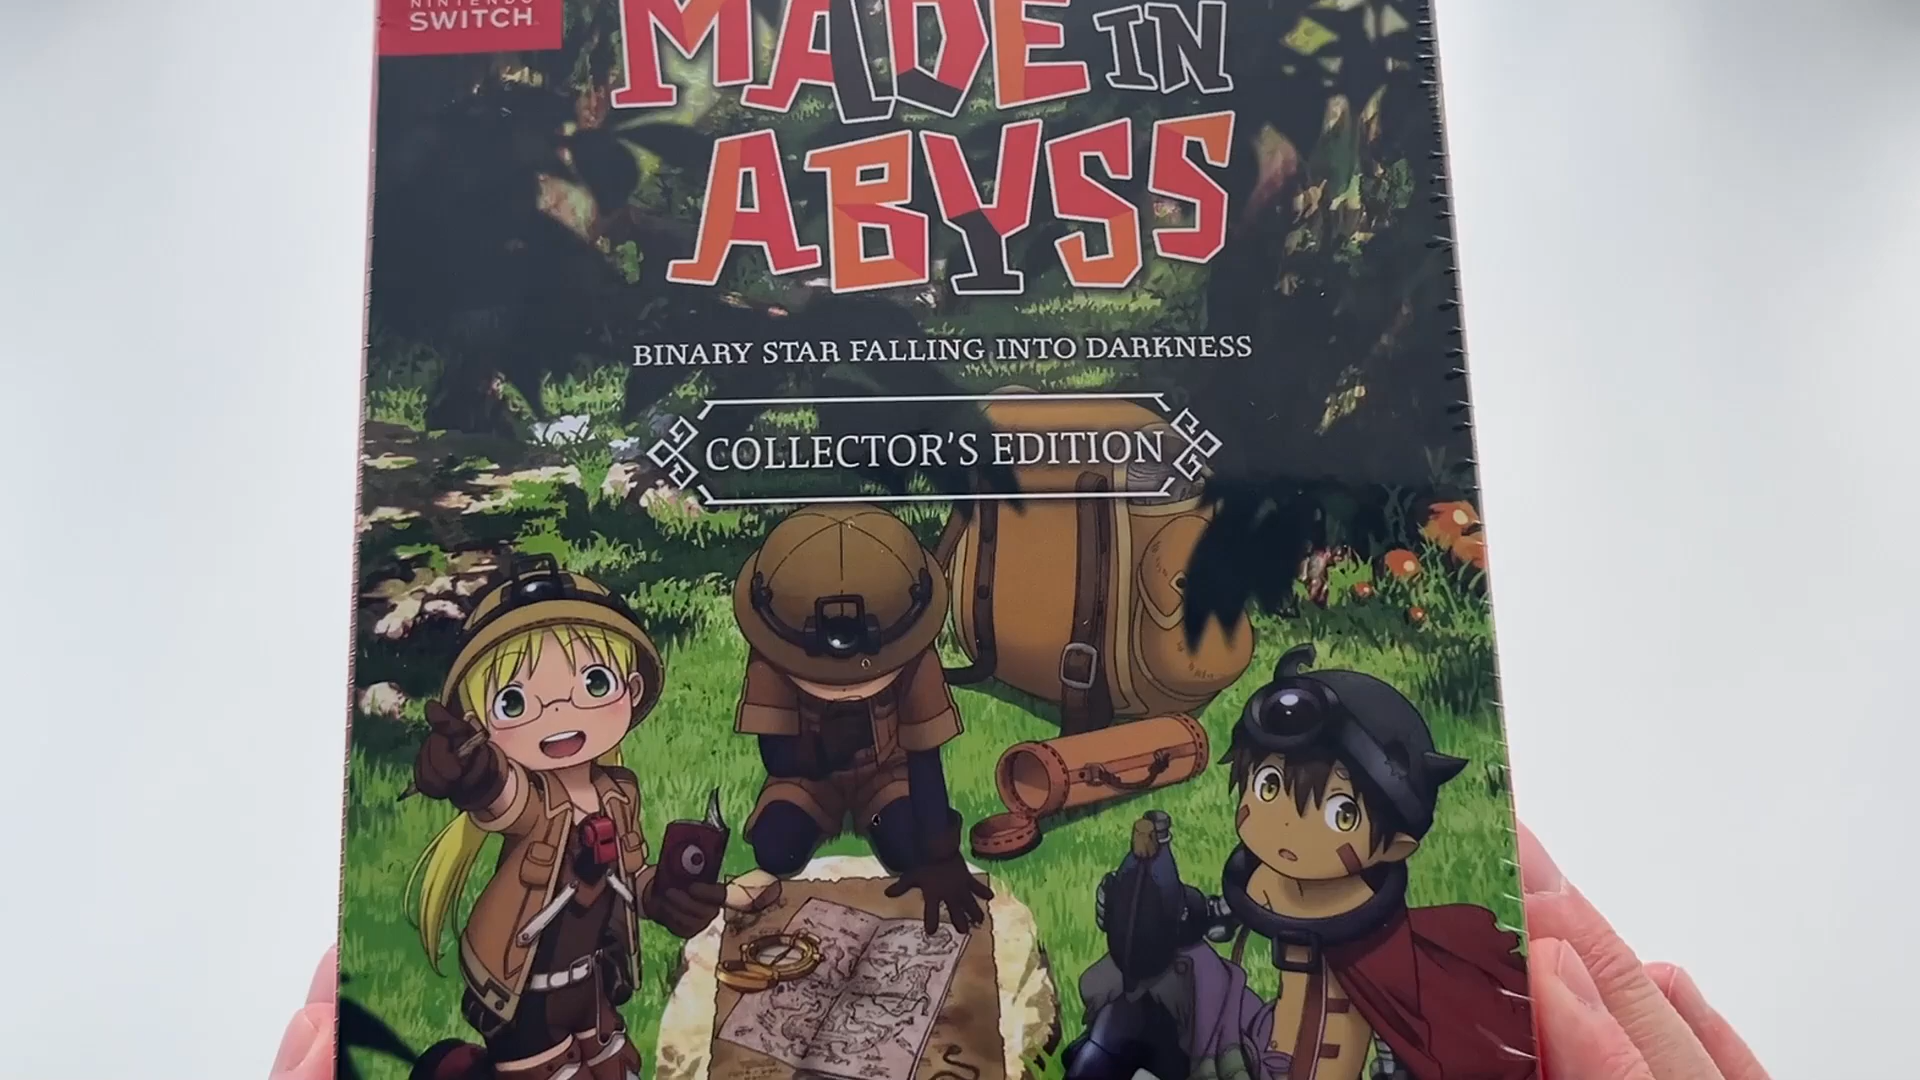 NINTENDO
SWITCH
MADE IN
ABYSS
BINARY STAR FALLING INTO DARKNESS
COLLECTOR'S EDITION